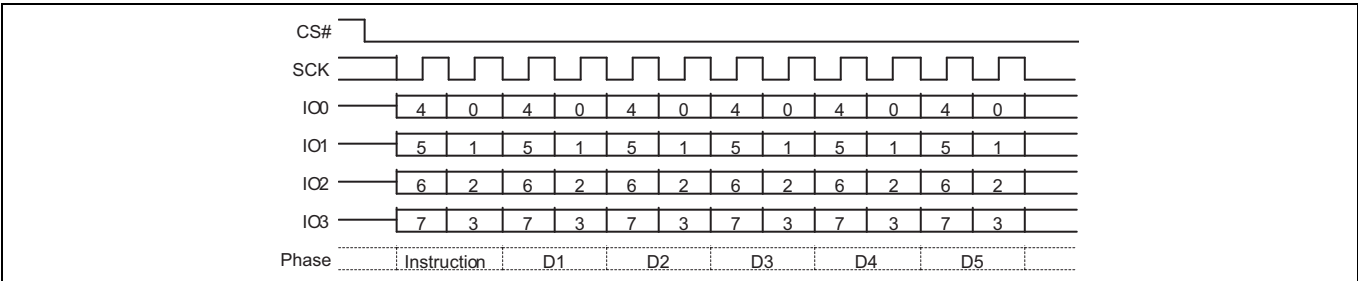 CS#
SCK
IO0 4 0 4 0 4 0 4 0 4 0 4 0
IO1 5 1 5 1 5 1 5 1 5 1 5 1
IO2 6 2 6 2 6 2 6 2 6 2 6 2
IO3 7 3 7 3 7 3 7 3 7 3 7 3
Phase Instruction D1 D2 D3 D4 D5